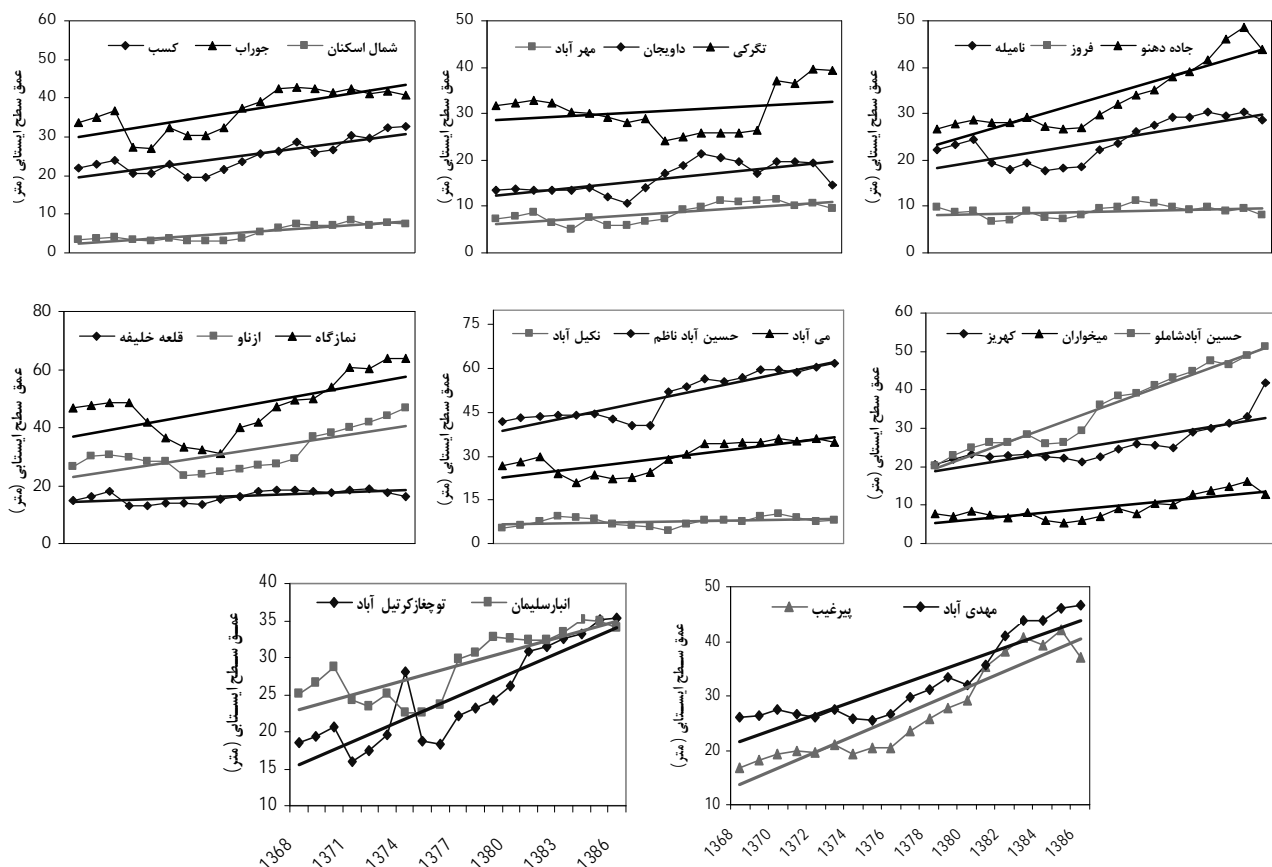 کسب جوراب شمال اسکنان
عمق سطح ایستابی (متر)
60
50
40
30
20
10
0
مهر آباد داویجان تگرکی
عمق سطح ایستابی (متر)
50
40
30
20
10
0
نامیله فروز جاده دهنو
عمق سطح ایستابی (متر)
50
40
30
20
10
0
قلعه خلیفه ازناو نمازگاه
عمق سطح ایستابی (متر)
80
60
40
20
0
نکیل آباد حسین آباد ناظم می آباد
عمق سطح ایستابی (متر)
75
60
45
30
15
0
کهریز میخواران حسین آبادشاملو
عمق سطح ایستابی (متر)
60
50
40
30
20
10
0
توچغازکرتیل آباد انبارسلیمان
عمق سطح ایستابی (متر)
40
35
30
25
20
15
10
1368 1371 1374 1377 1380 1383 1386
پیرغیب مهدی آباد
عمق سطح ایستابی (متر)
50
40
30
20
10
1368 1370 1372 1374 1376 1378 1380 1382 1384 1386